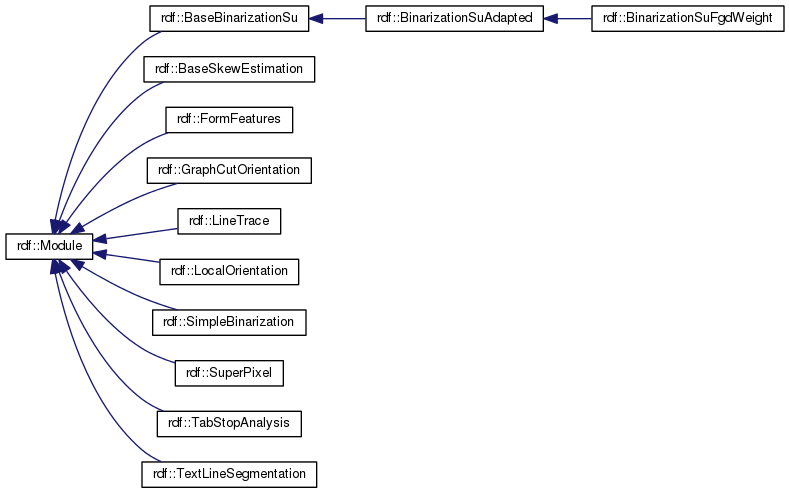 rdf::BaseBinarizationSu
rdf::BinarizationSuAdapted
rdf::BinarizationSuFgdWeight
rdf::BaseSkewEstimation
rdf::FormFeatures
rdf::GraphCutOrientation
rdf::LineTrace
rdf::Module
rdf::LocalOrientation
rdf::SimpleBinarization
rdf::SuperPixel
rdf::TabStopAnalysis
rdf::TextLineSegmentation